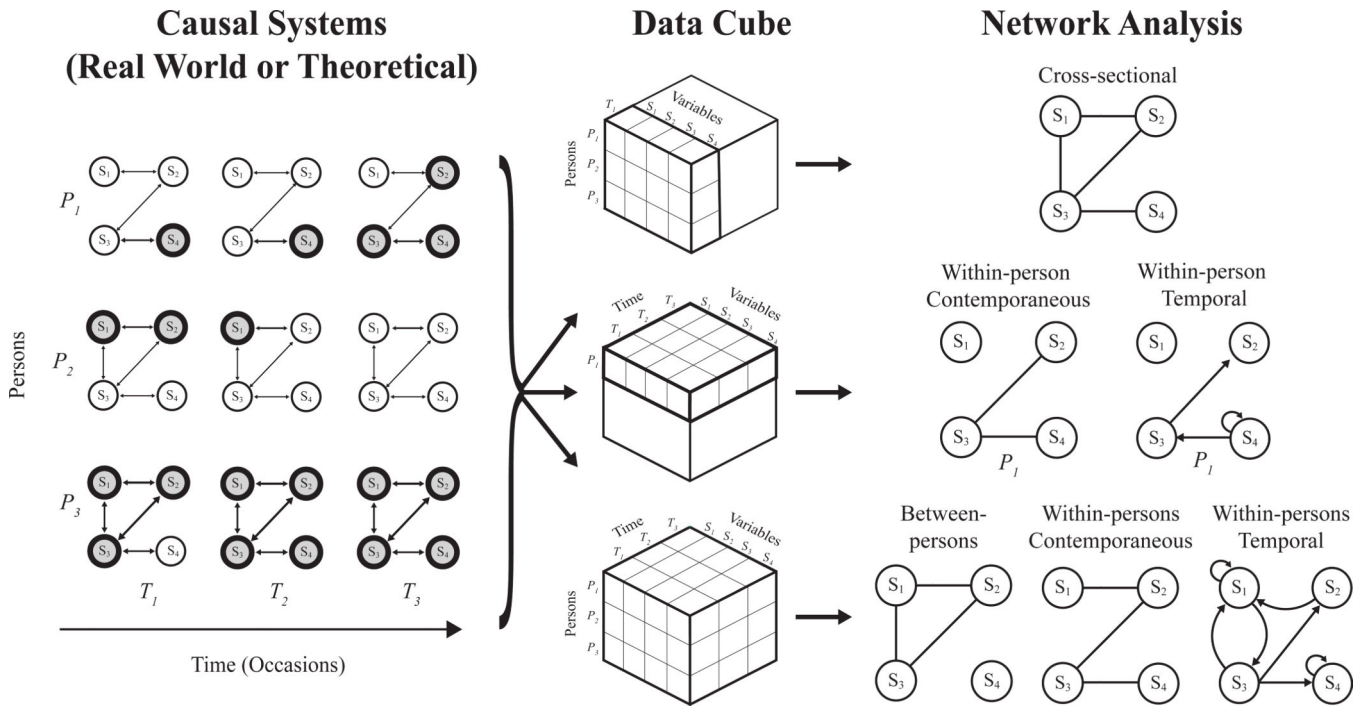 Causal Systems
(Real World or Theoretical)
Data Cube
Network Analysis
Persons
P1
S1 S2 S1 S2 S1 S2
S3 S4 S3 S4 S3 S4
P2
S1 S2 S1 S2 S1 S2
S3 S4 S3 S4 S3 S4
P3
S1 S2 S1 S2 S1 S2
S3 S4 S3 S4 S3 S4
T1 T2 T3
Time (Occasions)
T1
Variables
S1 S2 S3 S4
Persons
P1
P2
P3
Time
Variables
T1 T2 T3
S1 S2 S3 S4
P1
Time
Variables
T1 T2 T3
S1 S2 S3 S4
Persons
P1
P2
P3
Cross-sectional
S1 S2
S3 S4
Within-person
Contemporaneous
S1 S2
S3 S4
P1
Within-person
Temporal
S1 S2
S3 S4
P1
Between-
persons
S1 S2
S3 S4
Within-persons
Contemporaneous
S1 S2
S3 S4
Within-persons
Temporal
S1 S2
S3 S4